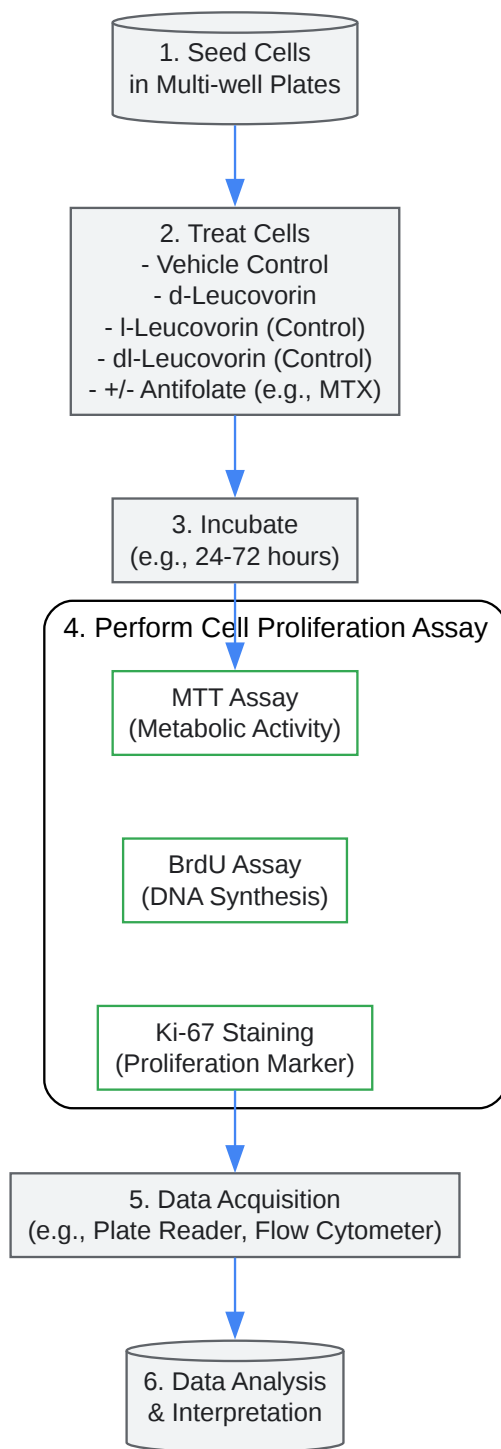 1. Seed Cells
in Multi-well Plates
2. Treat Cells
- Vehicle Control
- d-Leucovorin
- l-Leucovorin (Control)
- dl-Leucovorin (Control)
- +/- Antifolate (e.g., MTX)
3. Incubate
(e.g., 24-72 hours)
4. Perform Cell Proliferation Assay
MTT Assay
(Metabolic Activity)
BrdU Assay
(DNA Synthesis)
Ki-67 Staining
(Proliferation Marker)
5. Data Acquisition
(e.g., Plate Reader, Flow Cytometer)
6. Data Analysis
& Interpretation